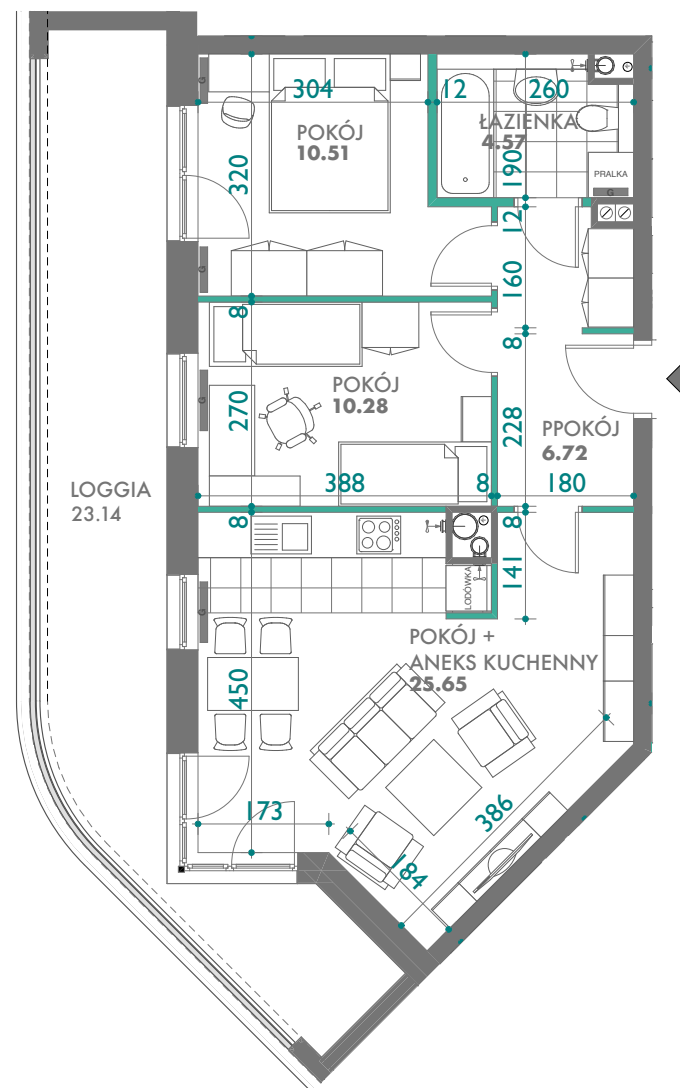 304
12
260
POKÓJ
10.51
ŁAZIENKA
4.57
320
190
PRALKA
G
G
12
160
G
8
8
POKÓJ
10.28
G
270
228
PPOKÓJ
6.72
388
8
180
LOGGIA
23.14
8
8
141
LODÓWKA
G
POKÓJ +
ANEKS KUCHENNY
25.65
450
173
386
184